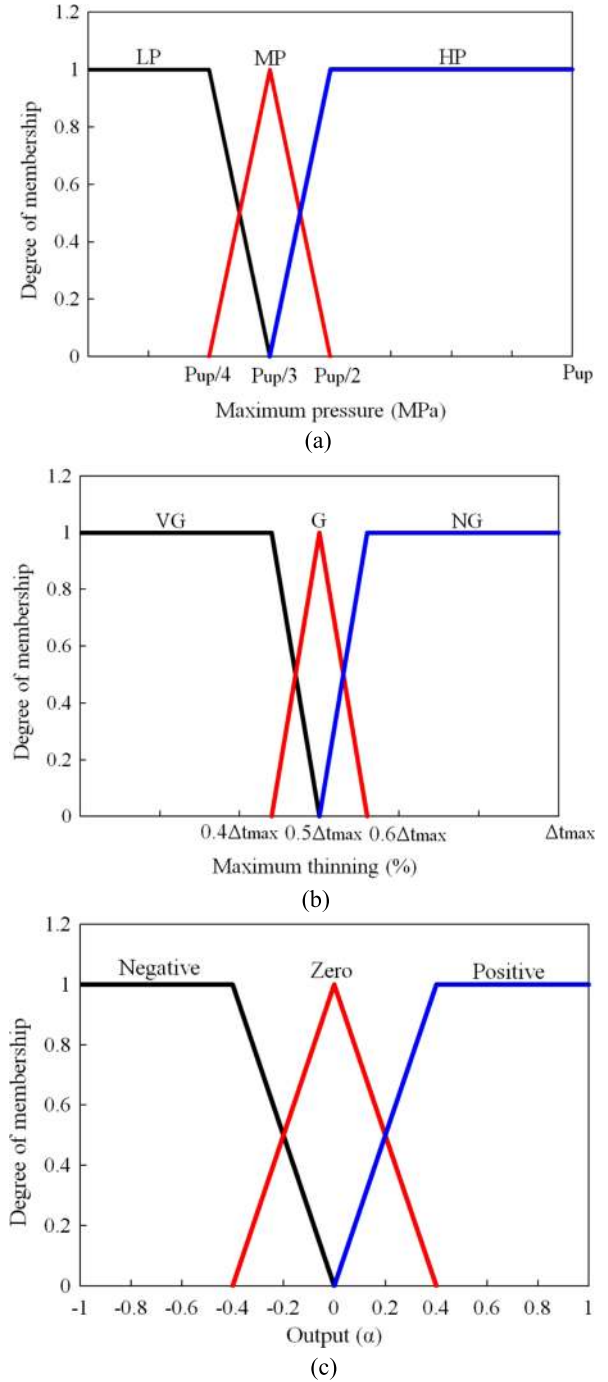 1.2
LP MP HP
1
0.8
0.6
0.4
0.2
0
Degree of membership
Pup/4 Pup/3 Pup/2 Pup
Maximum pressure (MPa)
(a)
1.2
VG G NG
1
0.8
0.6
0.4
0.2
0
Degree of membership
0.4Δtmax 0.5Δtmax 0.6Δtmax Δtmax
Maximum thinning (%)
(b)
1.2
Negative Zero Positive
1
0.8
0.6
0.4
0.2
0
Degree of membership
-1 -0.8 -0.6 -0.4 -0.2 0 0.2 0.4 0.6 0.8 1
Output (α)
(c)